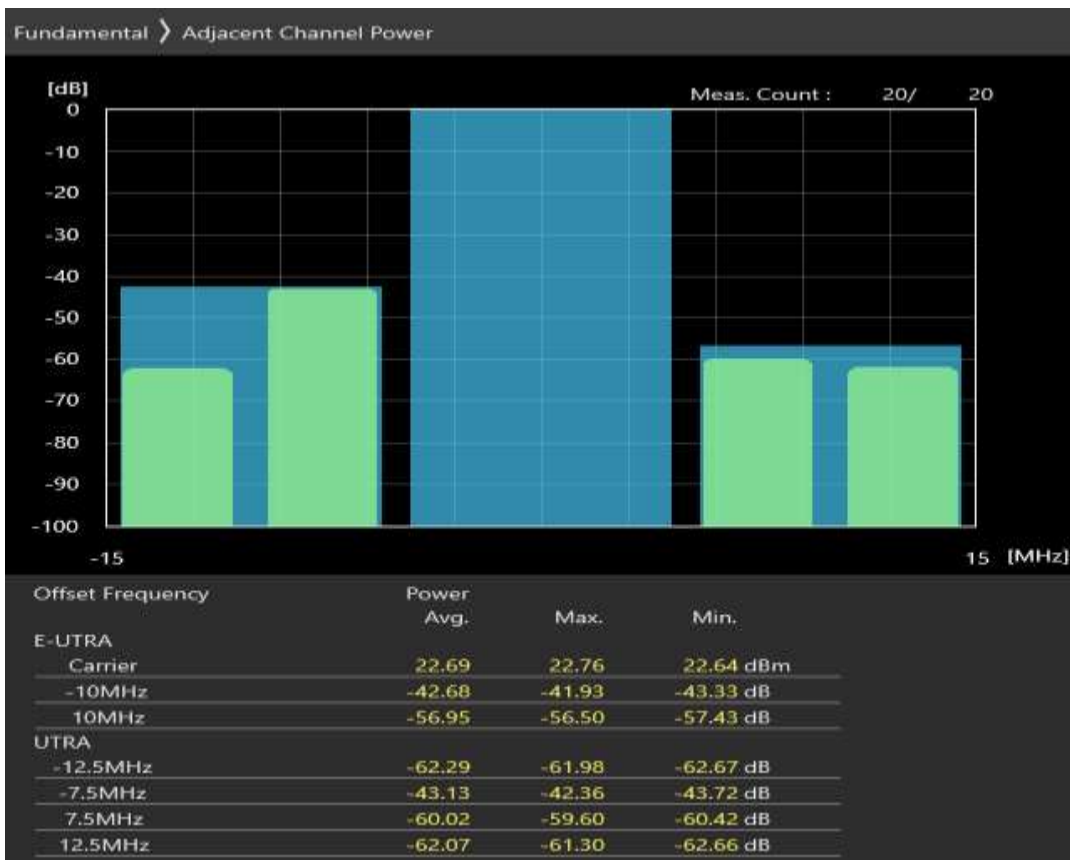 Fundamental ❯ Adjacent Channel Power
[dB]
Meas. Count : 20/ 20
0
-10
-20
-30
-40
-50
-60
-70
-80
-90
-100
-15 15 [MHz]
Offset Frequency Power
Avg. Max. Min.
E-UTRA
Carrier 22.69 22.76 22.64 dBm
-10MHz -42.68 -41.93 -43.33 dB
10MHz -56.95 -56.50 -57.43 dB
UTRA
-12.5MHz -62.29 -61.98 -62.67 dB
-7.5MHz -43.13 -42.36 -43.72 dB
7.5MHz -60.02 -59.60 -60.42 dB
12.5MHz -62.07 -61.30 -62.66 dB